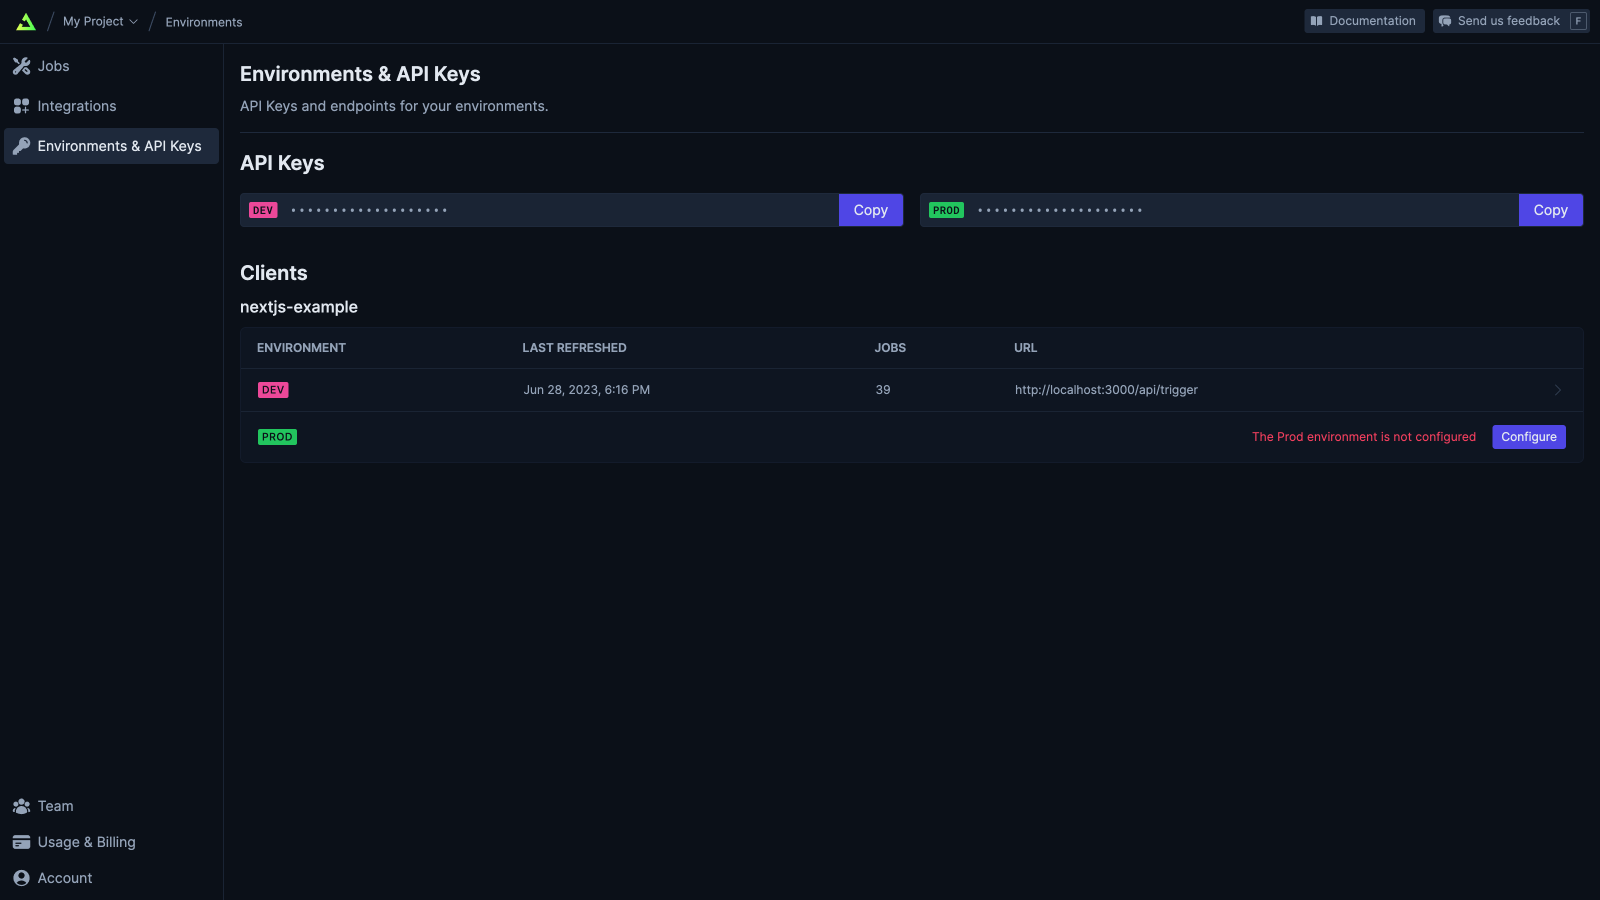 My Project
Environments
Documentation
Send us feedback F
Jobs
Integrations
Environments & API Keys
Team
Usage & Billing
Account
Environments & API Keys
API Keys and endpoints for your environments.
API Keys
DEV ••••••••••••••••••• Copy
PROD •••••••••••••••••••• Copy
Clients
nextjs-example
ENVIRONMENT LAST REFRESHED JOBS URL
DEV Jun 28, 2023, 6:16 PM 39 http://localhost:3000/api/trigger
PROD The Prod environment is not configured Configure